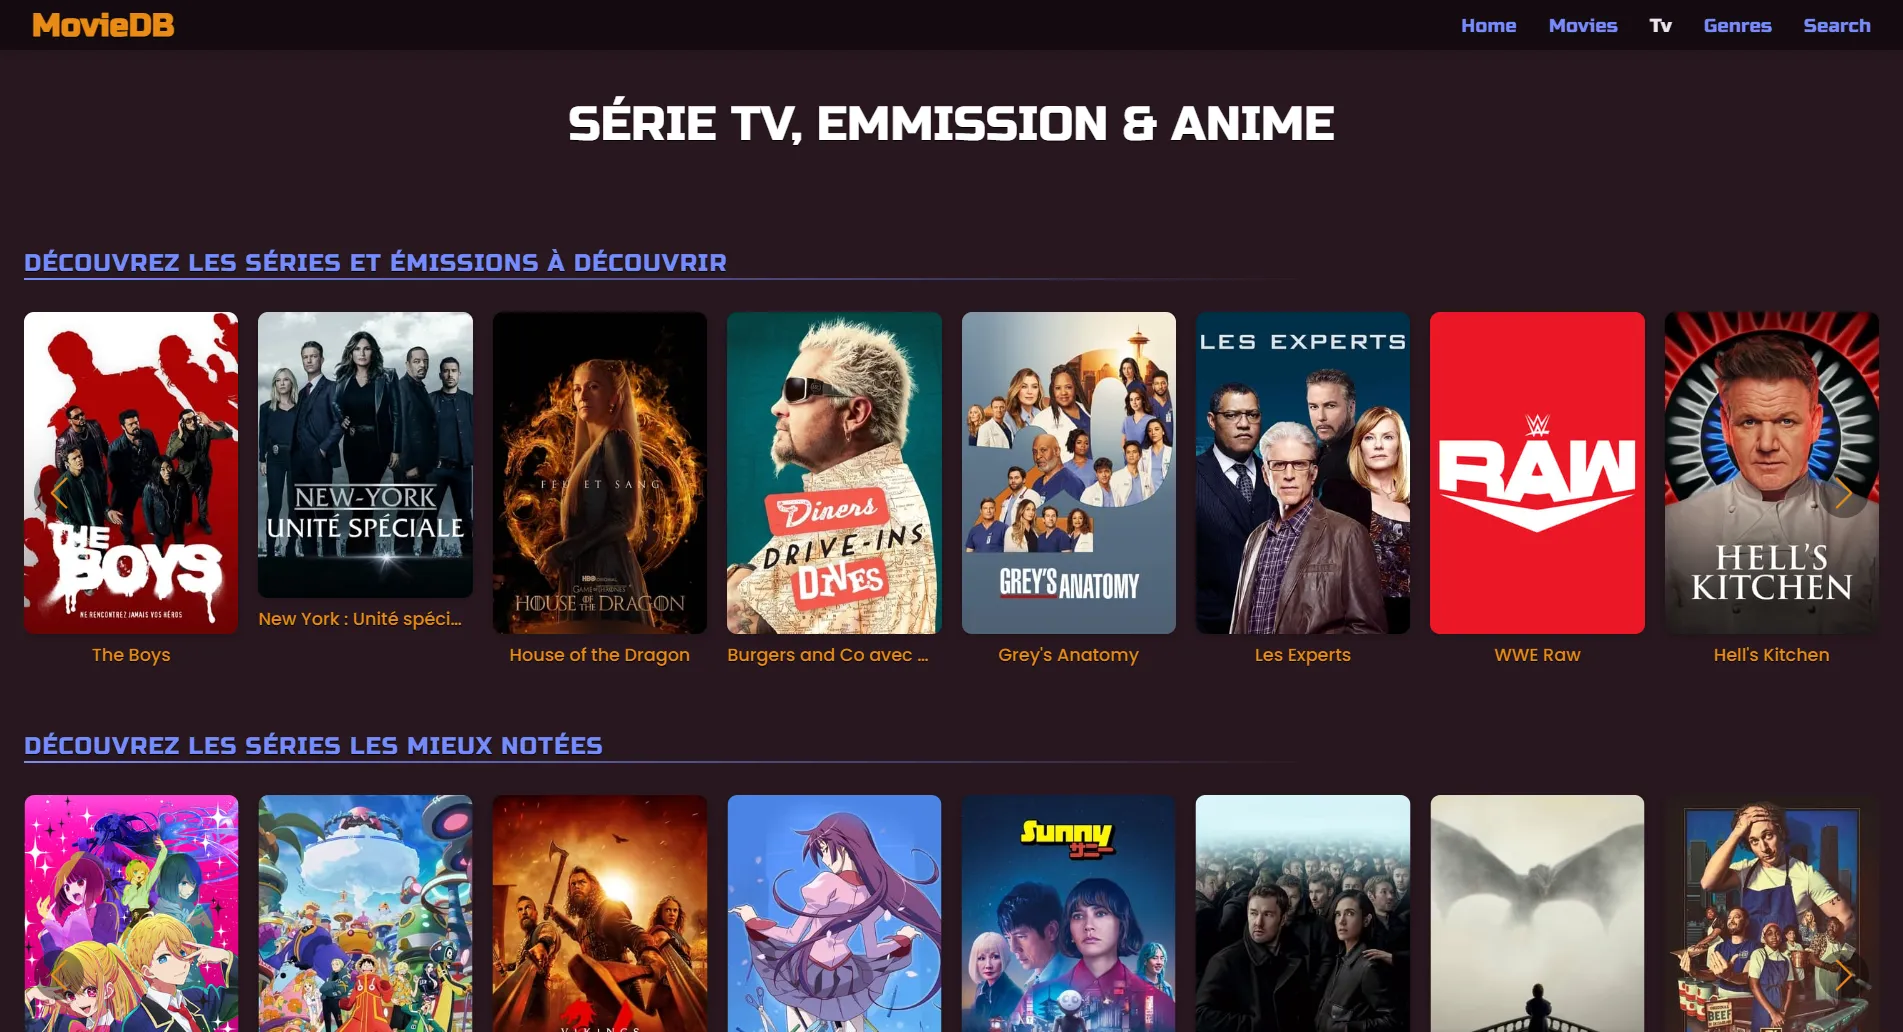 MovieDB
Home Movies Tv Genres Search
SÉRIE TV, EMMISSION & ANIME
DÉCOUVREZ LES SÉRIES ET ÉMISSIONS À DÉCOUVRIR
THE
BOYS
NE RENCONTREZ JAMAIS VOS HÉROS
The Boys
NEW-YORK
UNITÉ SPÉCIALE
New York : Unité spéci...
FEU ET SANG
HBO ORIGINAL
GAME OF THRONES
HOUSE OF THE DRAGON
House of the Dragon
Diners
DRIVE-INS
DIVES
Burgers and Co avec ...
GREY'S ANATOMY
Grey's Anatomy
LES EXPERTS
Les Experts
W
RAW
WWE Raw
HELL'S
KITCHEN
Hell's Kitchen
DÉCOUVREZ LES SÉRIES LES MIEUX NOTÉES
VIKINGS
Sunny
サニー
BEEF